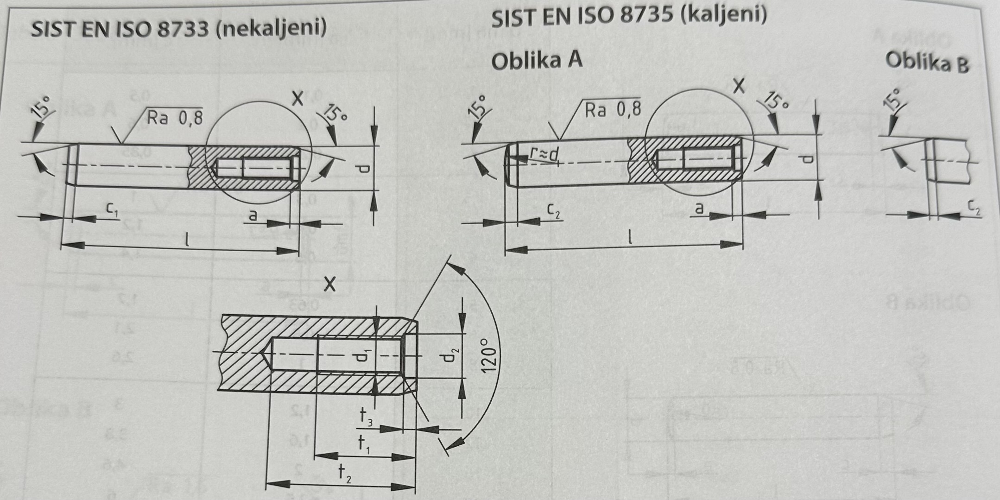 SIST EN ISO 8733 (nekaljeni)
SIST EN ISO 8735 (kaljeni)
Oblika A
Oblika B
15°
Ra 0,8
X
15°
d
c₁
a
l
15°
Ra 0,8
X
15°
r≈d
d
c₂
a
l
15°
c₂
X
d₁
d₂
120°
t₃
t₁
t₂